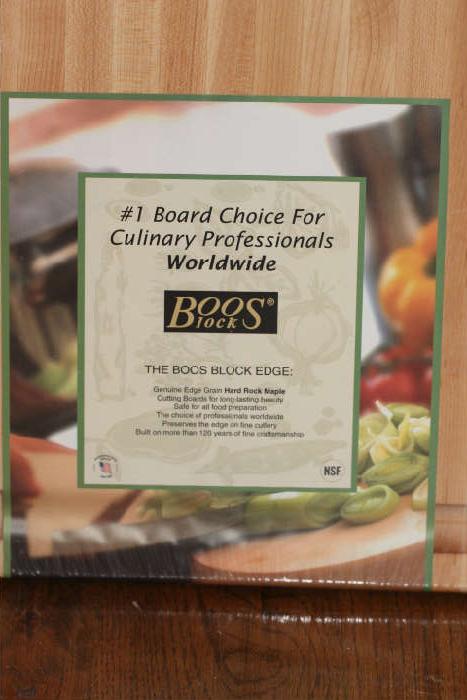 #1 Board Choice For
Culinary Professionals
Worldwide
BOOS®
lock
THE BOOS BLOCK EDGE:
Genuine Edge Grain Hard Rock Maple
Cutting Boards for long-lasting beauty
Safe for all food preparation
The choice of professionals worldwide
Preserves the edge on fine cutlery
Built on more than 120 years of fine craftsmanship
NSF